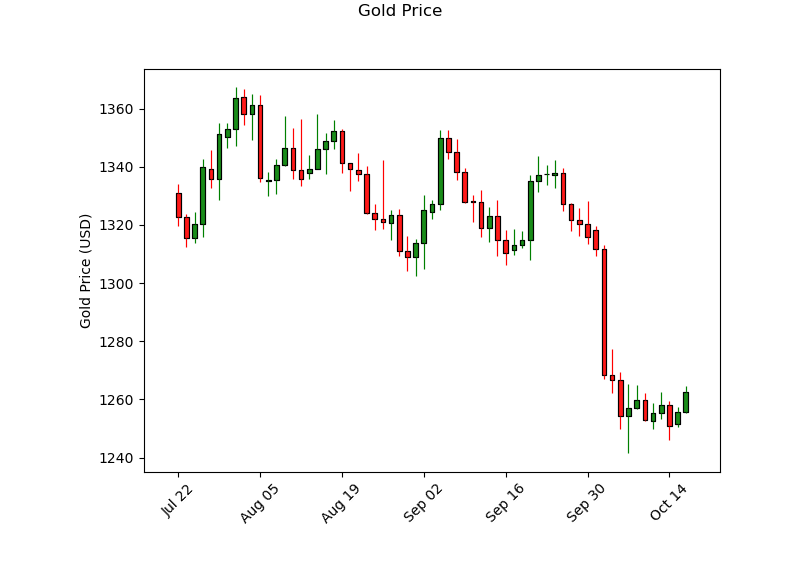 Gold Price
Gold Price (USD)
1360
1340
1320
1300
1280
1260
1240
Jul 22
Aug 05
Aug 19
Sep 02
Sep 16
Sep 30
Oct 14